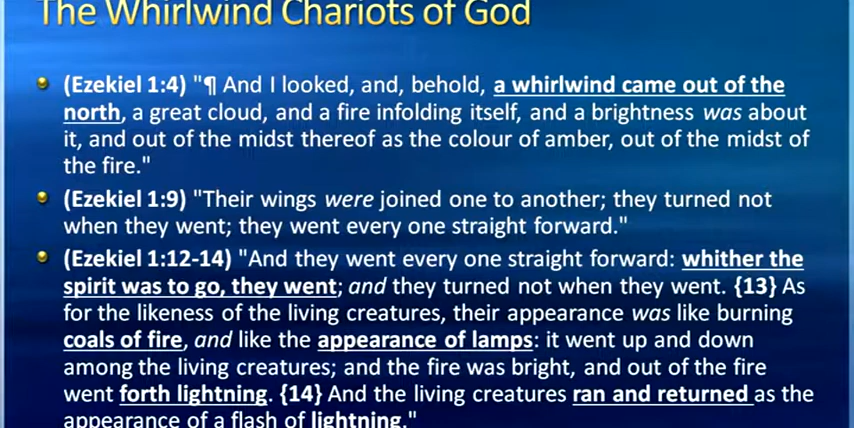 The Whirlwind Chariots of God
(Ezekiel 1:4) "¶ And I looked, and, behold, a whirlwind came out of the
north, a great cloud, and a fire infolding itself, and a brightness was about
it, and out of the midst thereof as the colour of amber, out of the midst of
the fire."
(Ezekiel 1:9) "Their wings were joined one to another; they turned not
when they went; they went every one straight forward."
(Ezekiel 1:12-14) "And they went every one straight forward: whither the
spirit was to go, they went; and they turned not when they went. {13} As
for the likeness of the living creatures, their appearance was like burning
coals of fire, and like the appearance of lamps: it went up and down
among the living creatures; and the fire was bright, and out of the fire
went forth lightning. {14} And the living creatures ran and returned as the
appearance of a flash of lightning."